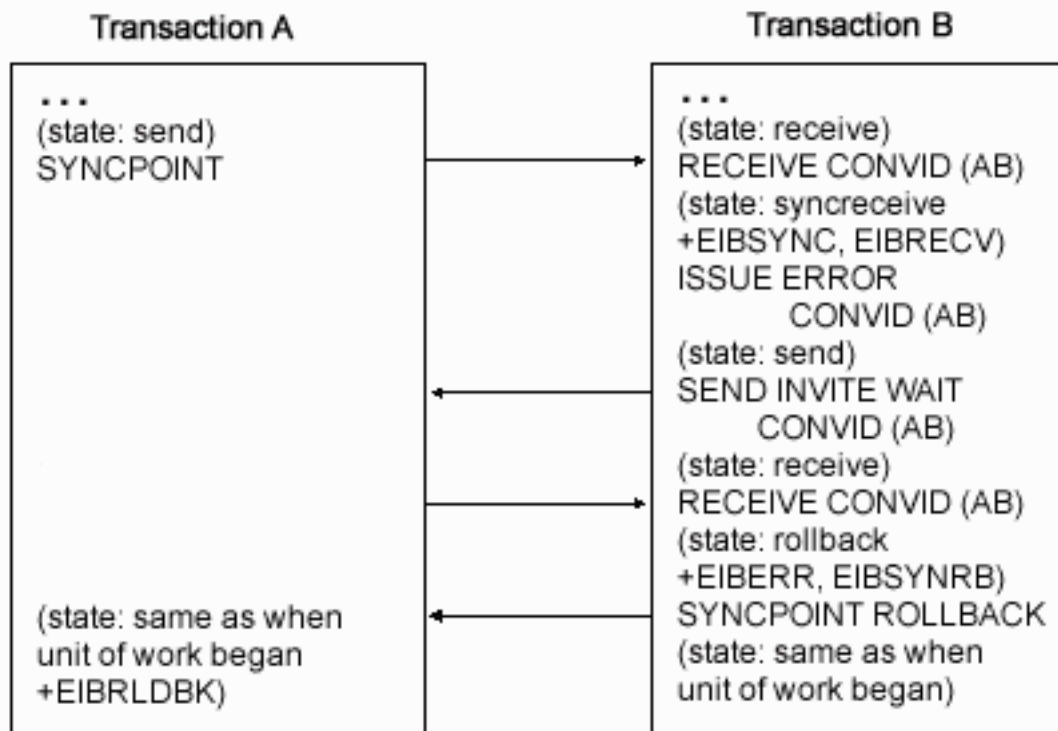 Transaction A
...
(state: send)
SYNCPOINT
(state: same as when
unit of work began
+EIBRLDBK)
Transaction B
...
(state: receive)
RECEIVE CONVID (AB)
(state: syncreceive
+EIBSYNC, EIBRECV)
ISSUE ERROR
CONVID (AB)
(state: send)
SEND INVITE WAIT
CONVID (AB)
(state: receive)
RECEIVE CONVID (AB)
(state: rollback
+EIBERR, EIBSYNRB)
SYNCPOINT ROLLBACK
(state: same as when
unit of work began)